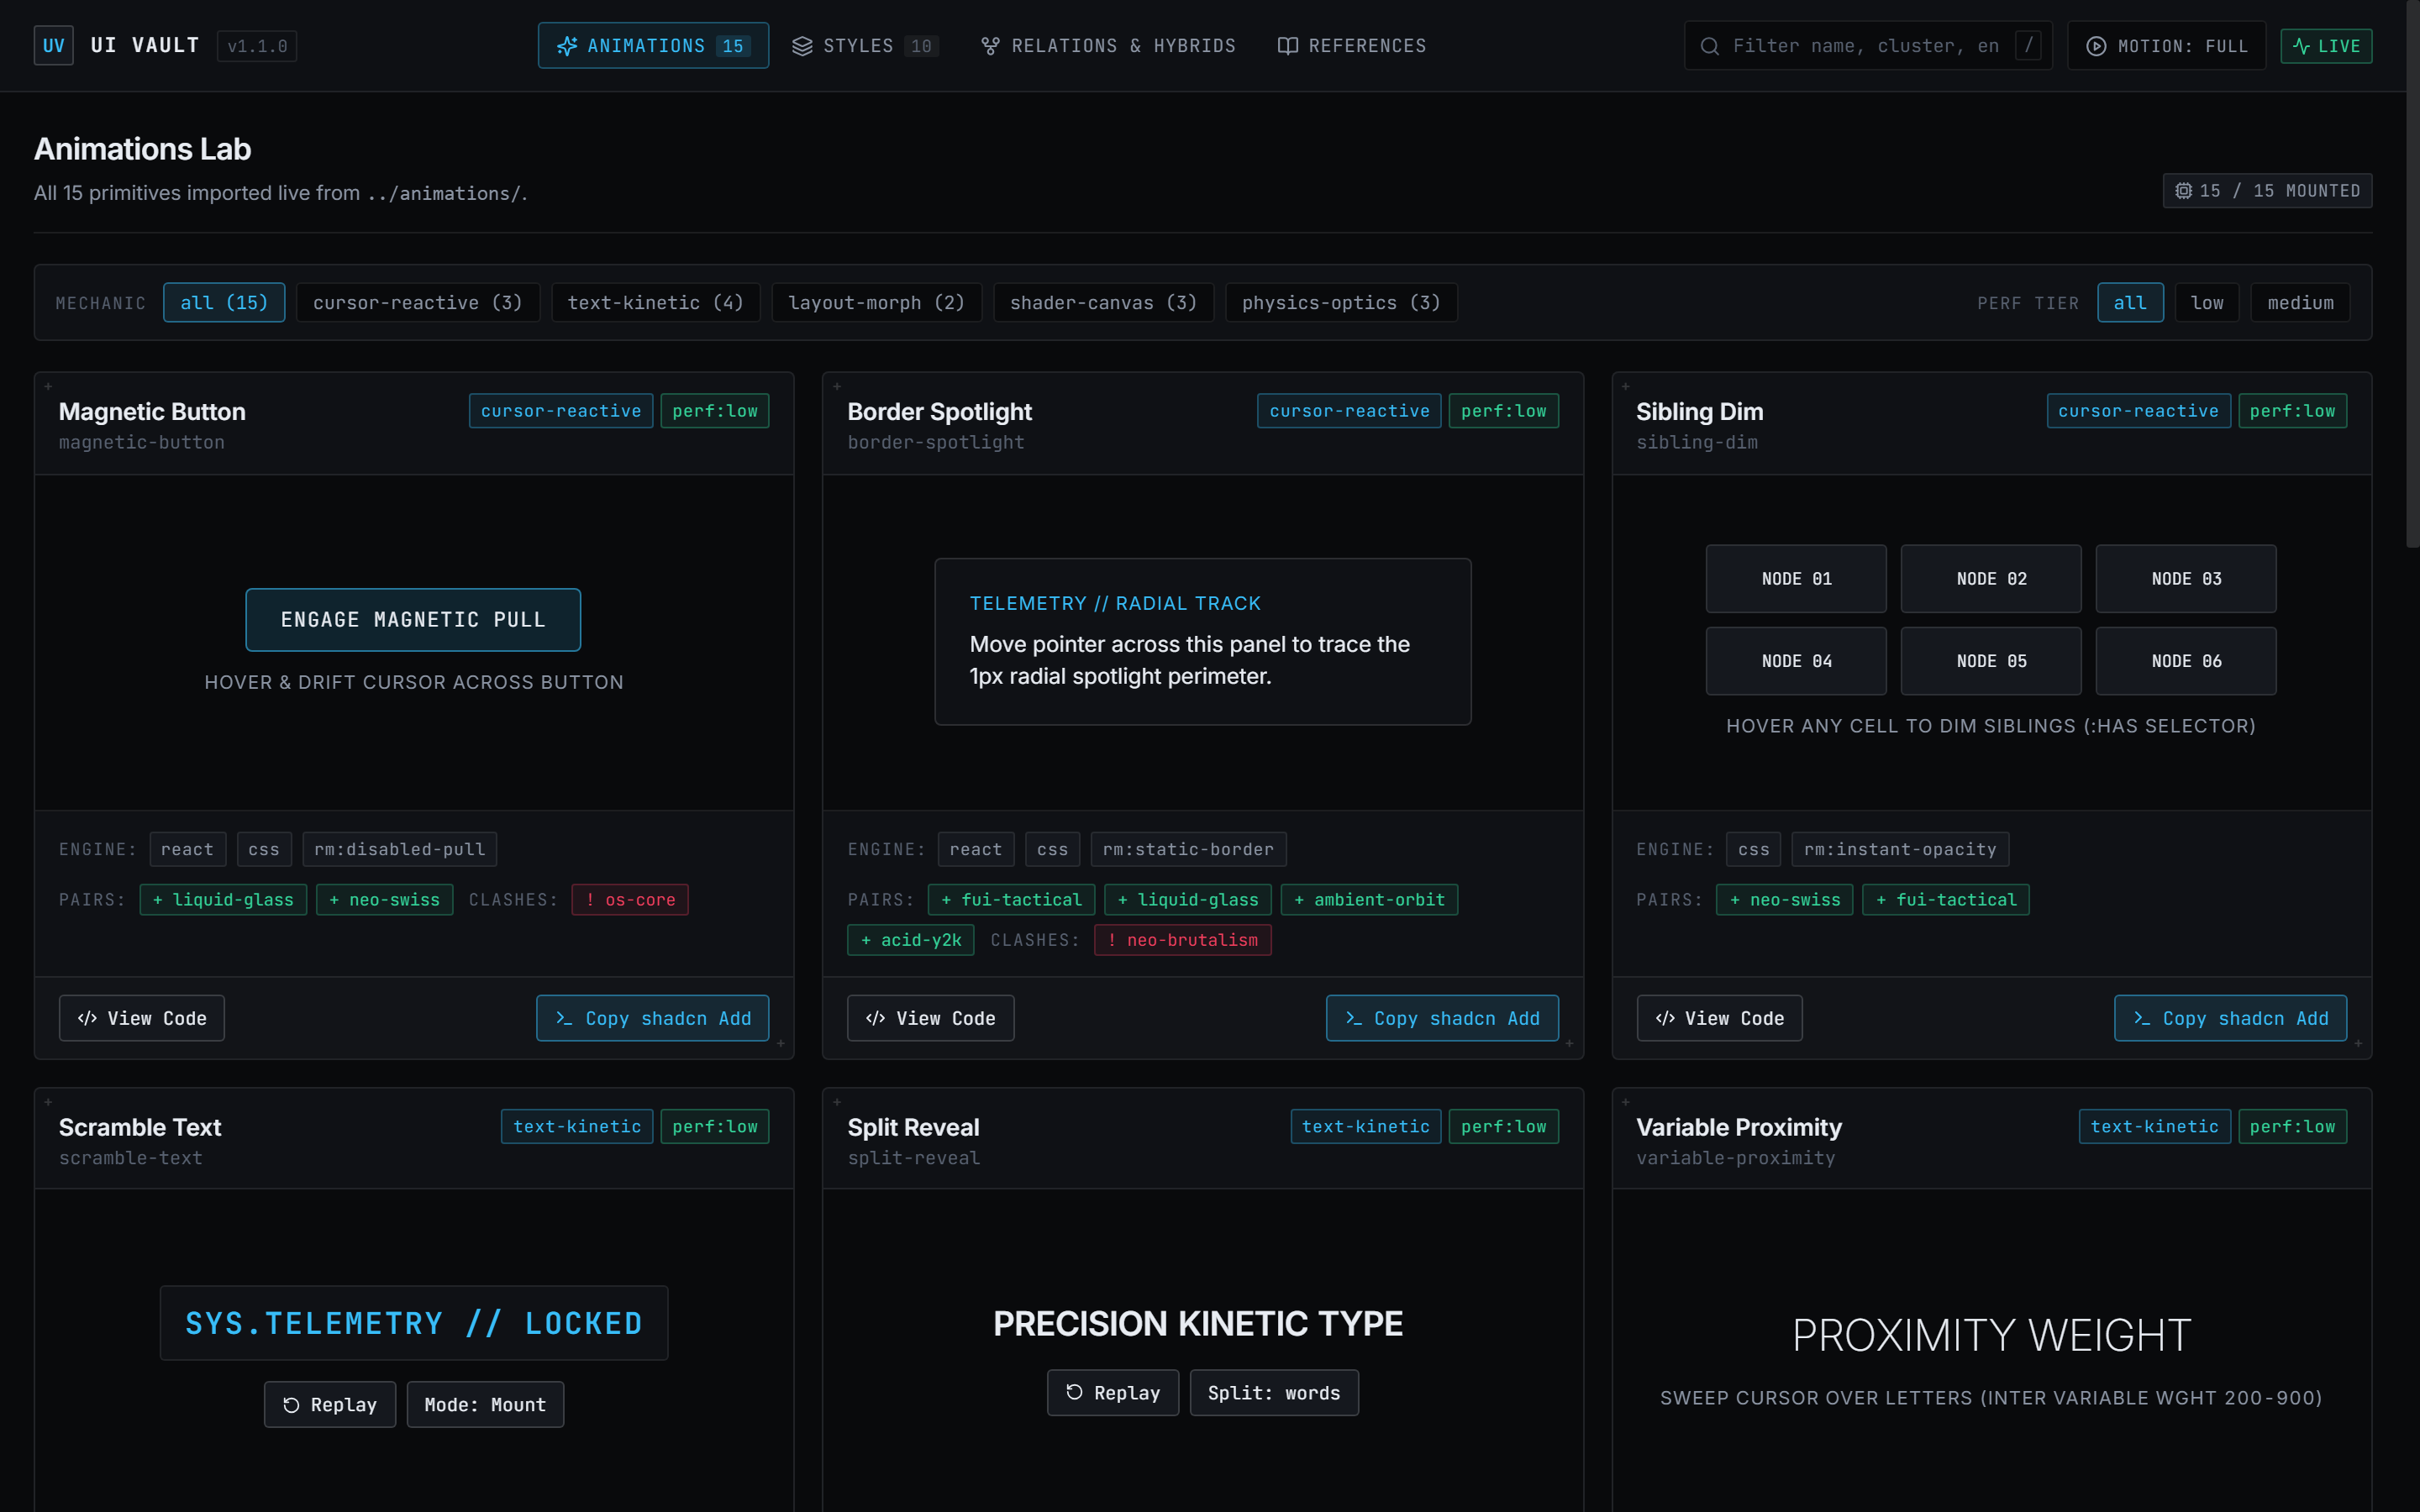 UV UI VAULT v1.1.0 ANIMATIONS 15 STYLES 10 RELATIONS & HYBRIDS REFERENCES Filter name, cluster, en / MOTION: FULL LIVE
Animations Lab
All 15 primitives imported live from ../animations/.
15 / 15 MOUNTED
MECHANIC all (15) cursor-reactive (3) text-kinetic (4) layout-morph (2) shader-canvas (3) physics-optics (3) PERF TIER all low medium
Magnetic Button cursor-reactive perf:low
magnetic-button
ENGAGE MAGNETIC PULL
HOVER & DRIFT CURSOR ACROSS BUTTON
ENGINE: react css rm:disabled-pull
PAIRS: + liquid-glass + neo-swiss CLASHES: ! os-core
</> View Code >_ Copy shadcn Add
Border Spotlight cursor-reactive perf:low
border-spotlight
TELEMETRY // RADIAL TRACK
Move pointer across this panel to trace the
1px radial spotlight perimeter.
ENGINE: react css rm:static-border
PAIRS: + fui-tactical + liquid-glass + ambient-orbit
+ acid-y2k CLASHES: ! neo-brutalism
</> View Code >_ Copy shadcn Add
Sibling Dim cursor-reactive perf:low
sibling-dim
NODE 01 NODE 02 NODE 03
NODE 04 NODE 05 NODE 06
HOVER ANY CELL TO DIM SIBLINGS (:HAS SELECTOR)
ENGINE: css rm:instant-opacity
PAIRS: + neo-swiss + fui-tactical
</> View Code >_ Copy shadcn Add
Scramble Text text-kinetic perf:low
scramble-text
SYS.TELEMETRY // LOCKED
Replay Mode: Mount
Split Reveal text-kinetic perf:low
split-reveal
PRECISION KINETIC TYPE
Replay Split: words
Variable Proximity text-kinetic perf:low
variable-proximity
PROXIMITY WEIGHT
SWEEP CURSOR OVER LETTERS (INTER VARIABLE WGHT 200-900)